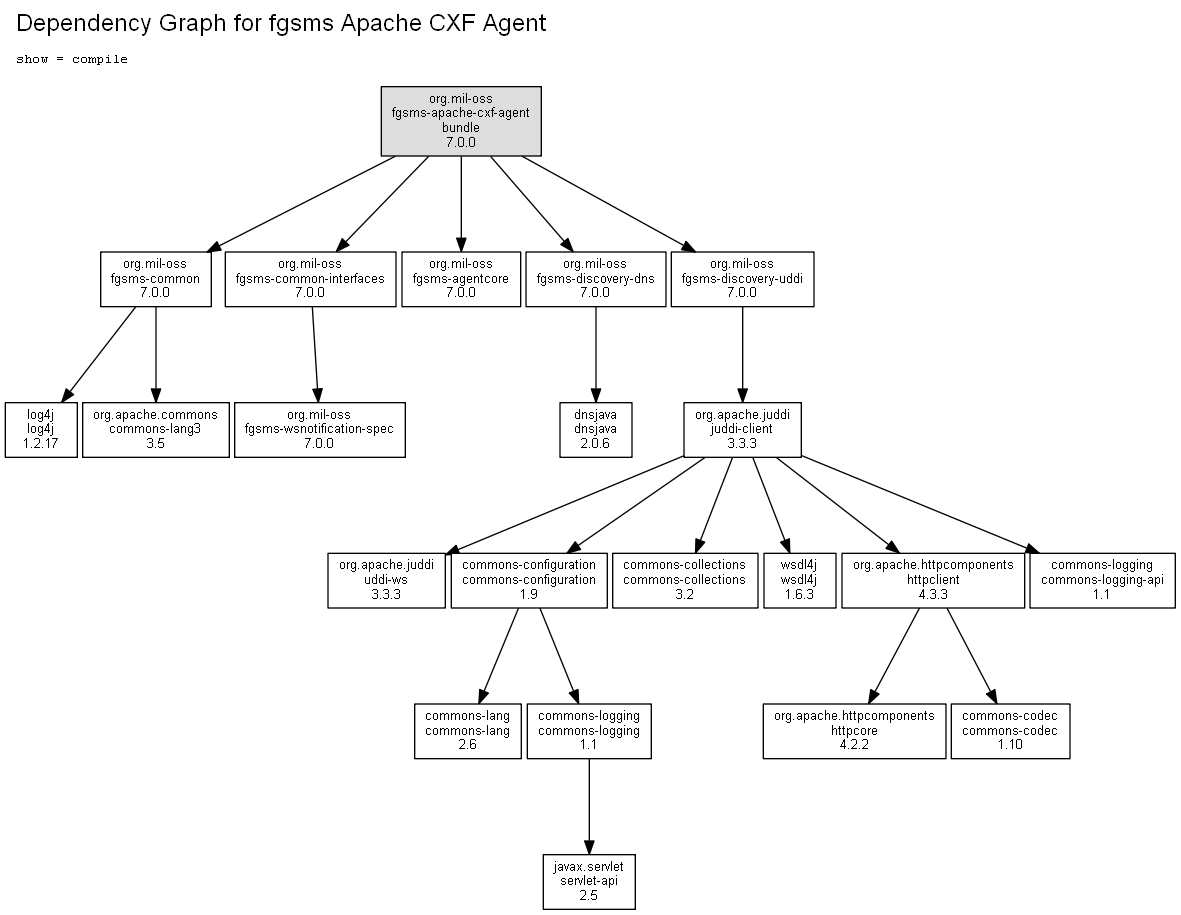 Dependency Graph for fgsms Apache CXF Agent
show = compile
org.mil-oss
fgsms-apache-cxf-agent
bundle
7.0.0
org.mil-oss
fgsms-common
7.0.0
org.mil-oss
fgsms-common-interfaces
7.0.0
org.mil-oss
fgsms-agentcore
7.0.0
org.mil-oss
fgsms-discovery-dns
7.0.0
org.mil-oss
fgsms-discovery-uddi
7.0.0
log4j
log4j
1.2.17
org.apache.commons
commons-lang3
3.5
org.mil-oss
fgsms-wsnotification-spec
7.0.0
dnsjava
dnsjava
2.0.6
org.apache.juddi
juddi-client
3.3.3
org.apache.juddi
uddi-ws
3.3.3
commons-configuration
commons-configuration
1.9
commons-collections
commons-collections
3.2
wsdl4j
wsdl4j
1.6.3
org.apache.httpcomponents
httpclient
4.3.3
commons-logging
commons-logging-api
1.1
commons-lang
commons-lang
2.6
commons-logging
commons-logging
1.1
org.apache.httpcomponents
httpcore
4.2.2
commons-codec
commons-codec
1.10
javax.servlet
servlet-api
2.5